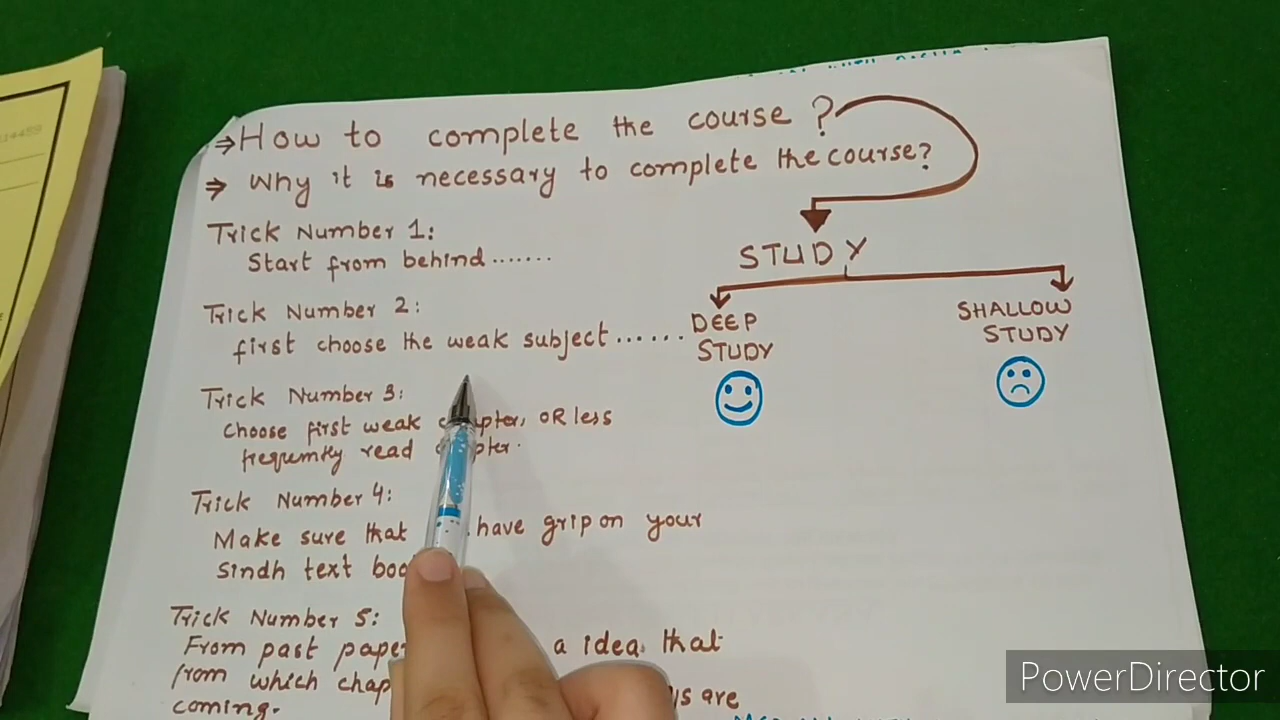 ⇒ How to complete the course ?
⇒ Why it is necessary to complete the course?
Trick Number 1:
Start from behind.......
STUDY
DEEP STUDY
SHALLOW STUDY
Trick Number 2:
first choose the weak subject......
Trick Number 3:
Choose first weak OR less
read
Trick Number 4:
Make sure that have grip on your
Sindh text
Trick Number 5:
From past a idea that
from which are
coming.
PowerDirector